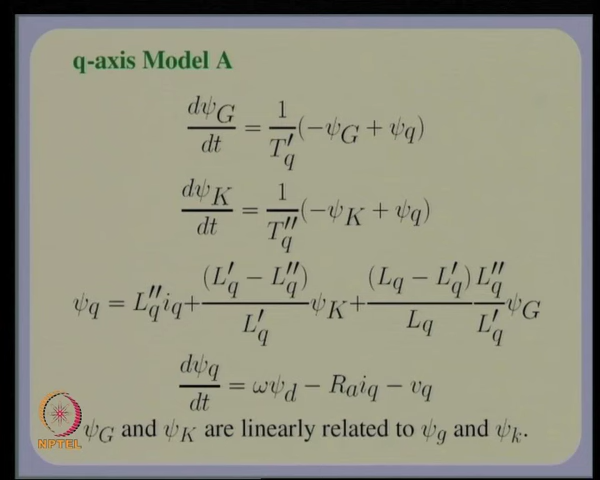 q-axis Model A
dψ_G/dt = 1/T'_q (−ψ_G + ψ_q)
dψ_K/dt = 1/T''_q (−ψ_K + ψ_q)
ψ_q = L''_q i_q + (L'_q − L''_q)/L'_q ψ_K + (L_q − L'_q)/L_q L''_q/L'_q ψ_G
dψ_q/dt = ωψ_d − R_a i_q − v_q
ψ_G and ψ_K are linearly related to ψ_g and ψ_k.
NPTEL